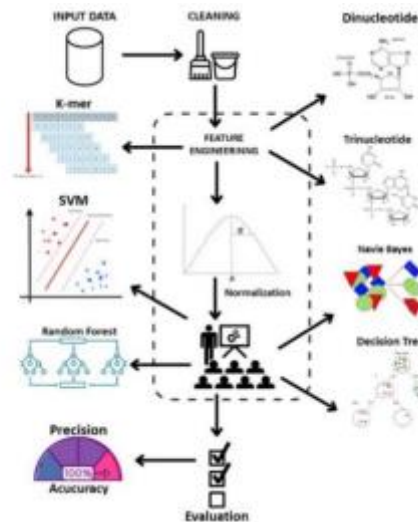 INPUT DATA
CLEANING
Dinucleotide
K-mer
FEATURE
ENGINEERINNG
Trinucleotide
SVM
Navie Bayes
Normalization
Random Forest
Decision Tre
Precision
100%
Acucuracy
Evaluation